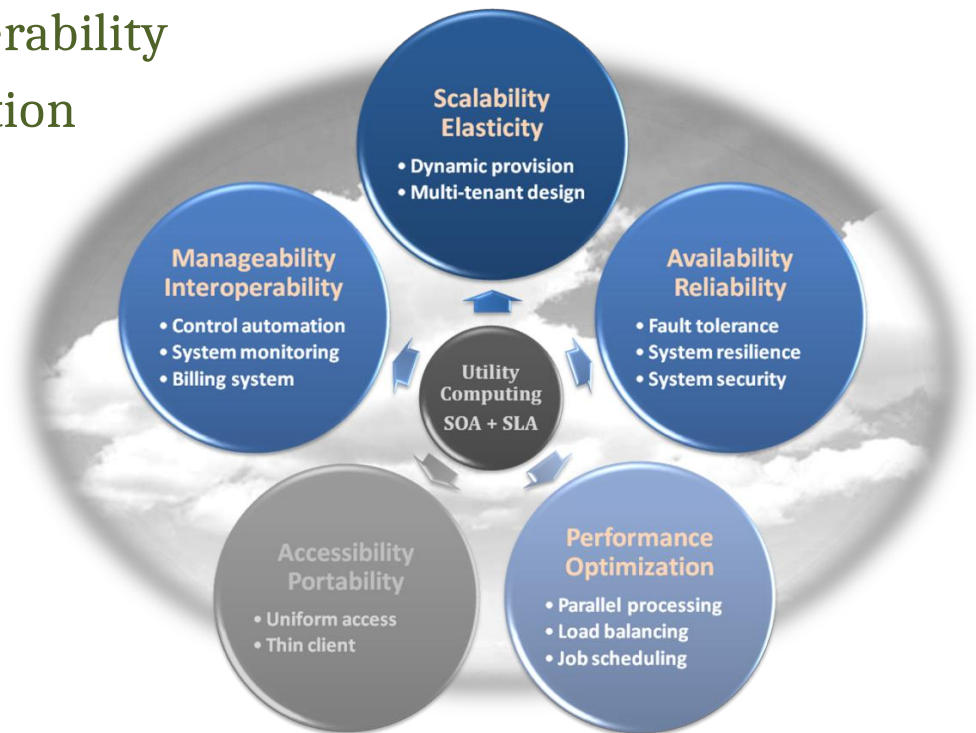 erability
tion
Scalability
Elasticity
• Dynamic provision
• Multi-tenant design
Manageability
Interoperability
• Control automation
• System monitoring
• Billing system
Availability
Reliability
• Fault tolerance
• System resilience
• System security
Utility
Computing
SOA + SLA
Accessibility
Portability
• Uniform access
• Thin client
Performance
Optimization
• Parallel processing
• Load balancing
• Job scheduling